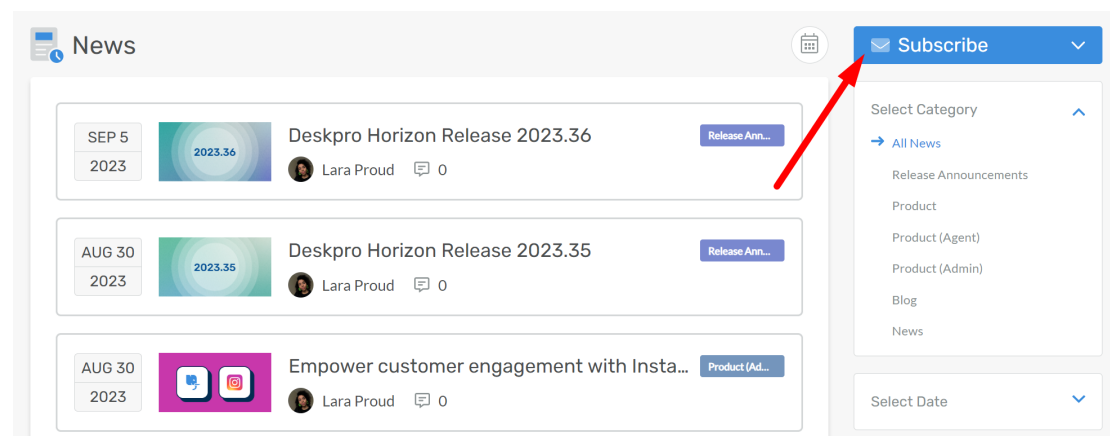 News
Subscribe
SEP 5
2023
2023.36
Deskpro Horizon Release 2023.36
Lara Proud 0
Release Ann...
AUG 30
2023
2023.35
Deskpro Horizon Release 2023.35
Lara Proud 0
Release Ann...
AUG 30
2023
Empower customer engagement with Insta...
Lara Proud 0
Product (Ad...
Select Category
All News
Release Announcements
Product
Product (Agent)
Product (Admin)
Blog
News
Select Date